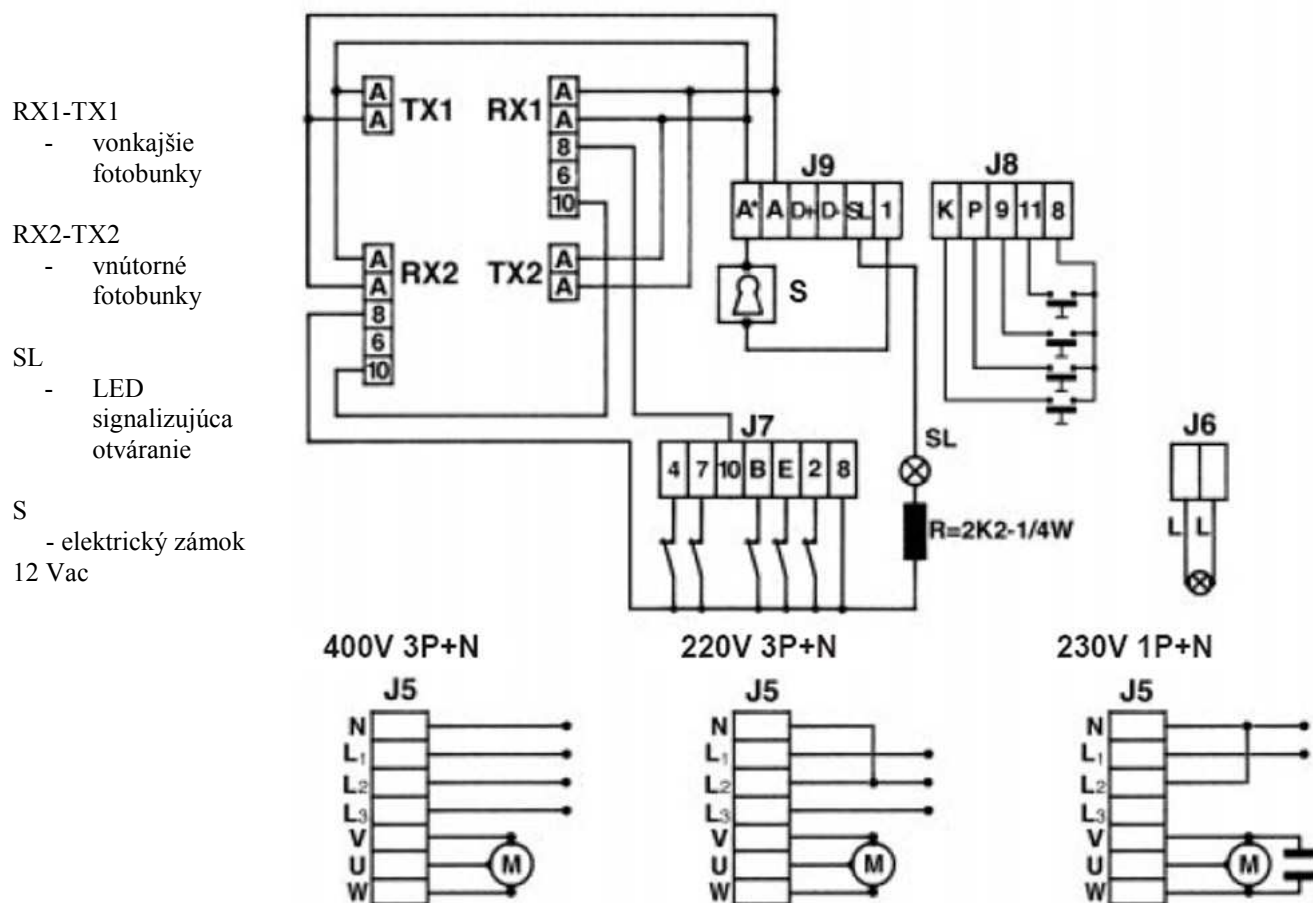 RX1-TX1
- vonkajšie
fotobunky
RX2-TX2
- vnútorné
fotobunky
SL
- LED
signalizujúca
otváranie
S
- elektrický zámok
12 Vac
A
A
TX1
RX1
A
A
8
6
10
A
A
8
6
10
RX2
TX2
A
A
J9
A* A D+ D- SL 1
S
J8
K P 9 11 8
J7
4 7 10 B E 2 8
SL
R=2K2-1/4W
J6
L L
400V 3P+N
J5
N
L1
L2
L3
V
U
W
M
220V 3P+N
J5
N
L1
L2
L3
V
U
W
M
230V 1P+N
J5
N
L1
L2
L3
V
U
W
M